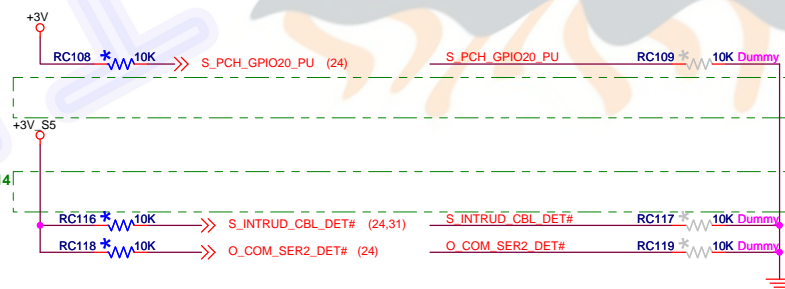 +3V
RC108 * 10K S_PCH_GPIO20_PU (24) S_PCH_GPIO20_PU RC109 * 10K Dummy
+3V_S5
14
RC116 * 10K S_INTRUD_CBL_DET# (24,31) S_INTRUD_CBL_DET# RC117 * 10K Dummy
RC118 * 10K O_COM_SER2_DET# (24) O_COM_SER2_DET# RC119 * 10K Dummy